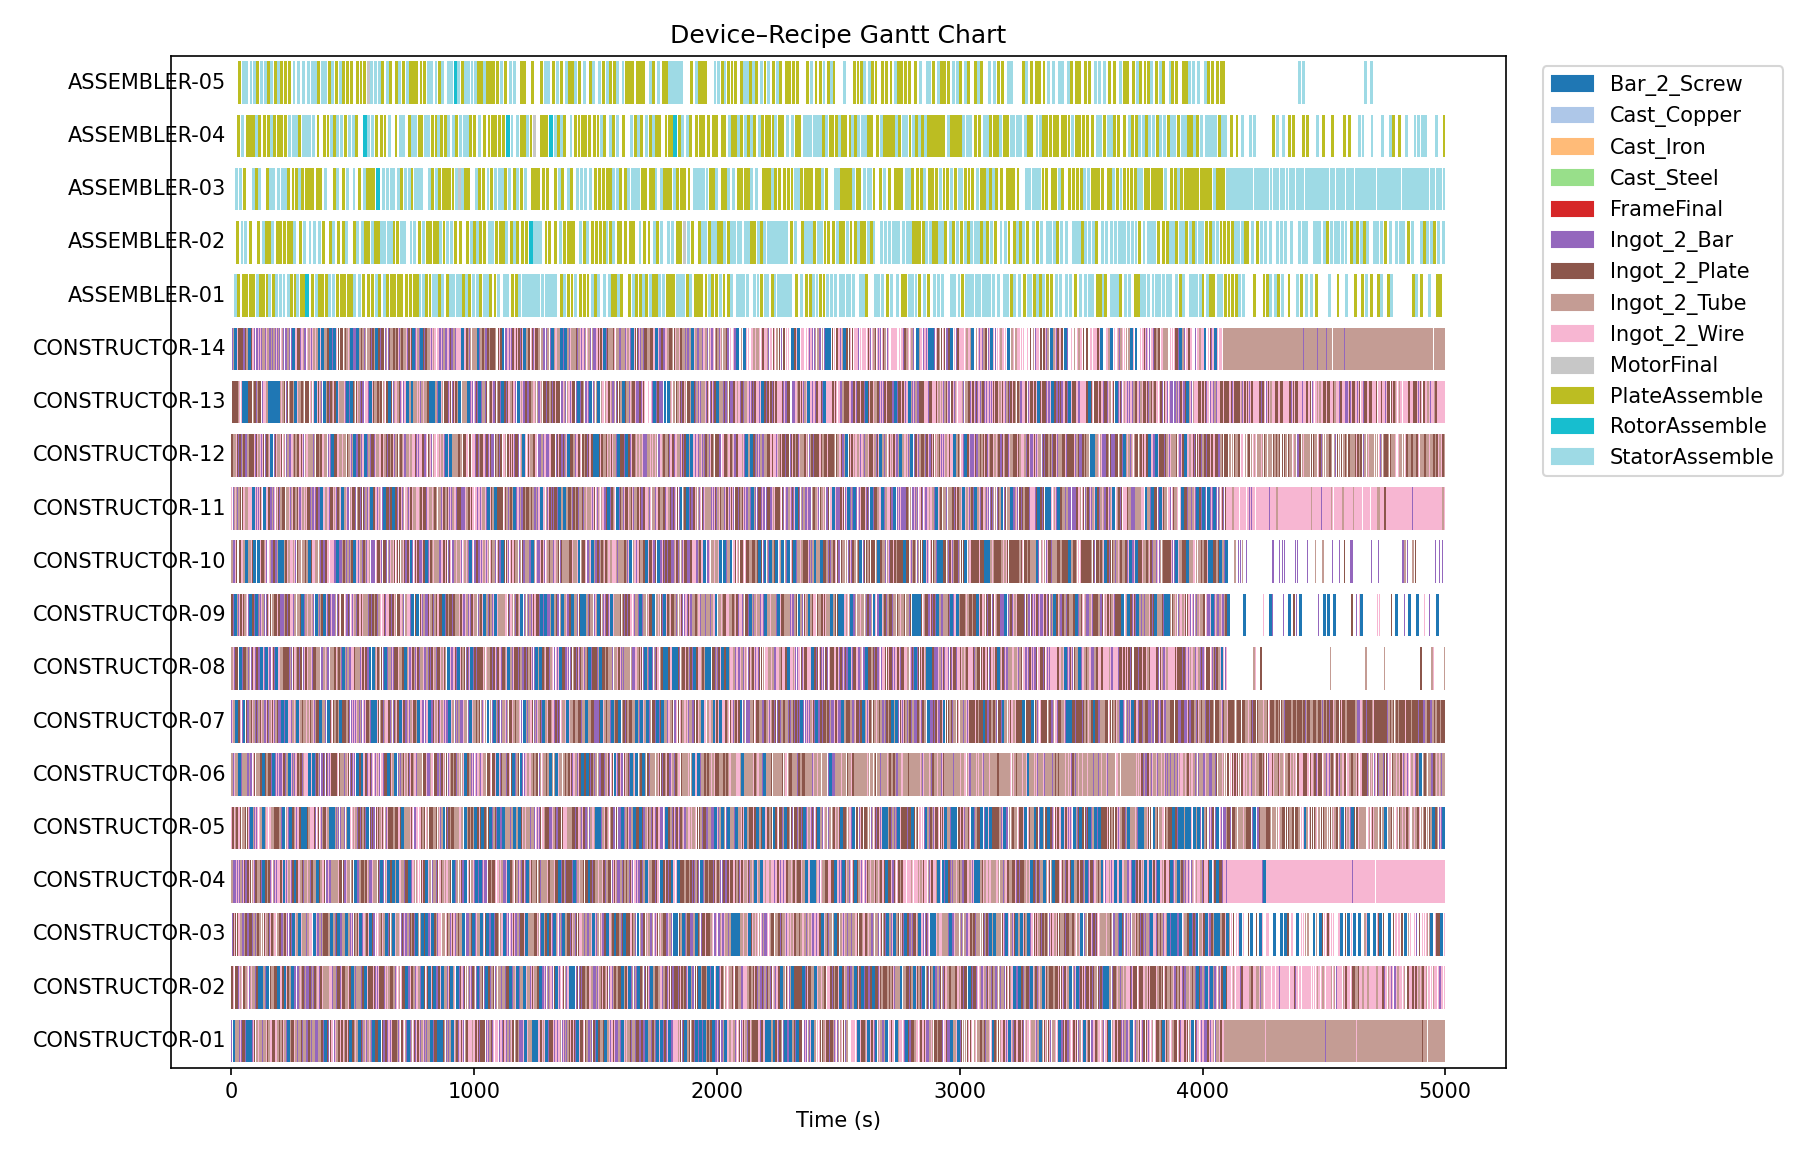 Device–Recipe Gantt Chart
ASSEMBLER-05
ASSEMBLER-04
ASSEMBLER-03
ASSEMBLER-02
ASSEMBLER-01
CONSTRUCTOR-14
CONSTRUCTOR-13
CONSTRUCTOR-12
CONSTRUCTOR-11
CONSTRUCTOR-10
CONSTRUCTOR-09
CONSTRUCTOR-08
CONSTRUCTOR-07
CONSTRUCTOR-06
CONSTRUCTOR-05
CONSTRUCTOR-04
CONSTRUCTOR-03
CONSTRUCTOR-02
CONSTRUCTOR-01
0 1000 2000 3000 4000 5000
Time (s)
Bar_2_Screw
Cast_Copper
Cast_Iron
Cast_Steel
FrameFinal
Ingot_2_Bar
Ingot_2_Plate
Ingot_2_Tube
Ingot_2_Wire
MotorFinal
PlateAssemble
RotorAssemble
StatorAssemble